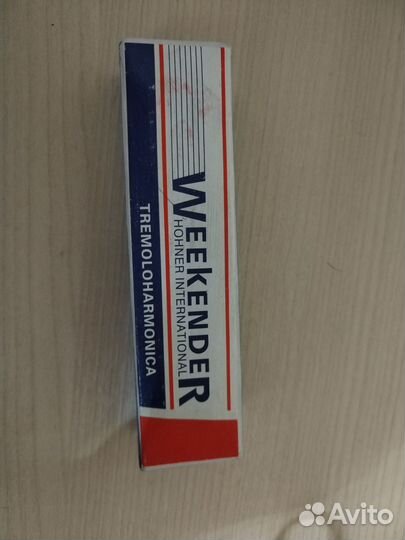 WEEKENDER
HOHNER INTERNATIONAL
TREMOLOHARMONICA
Avito